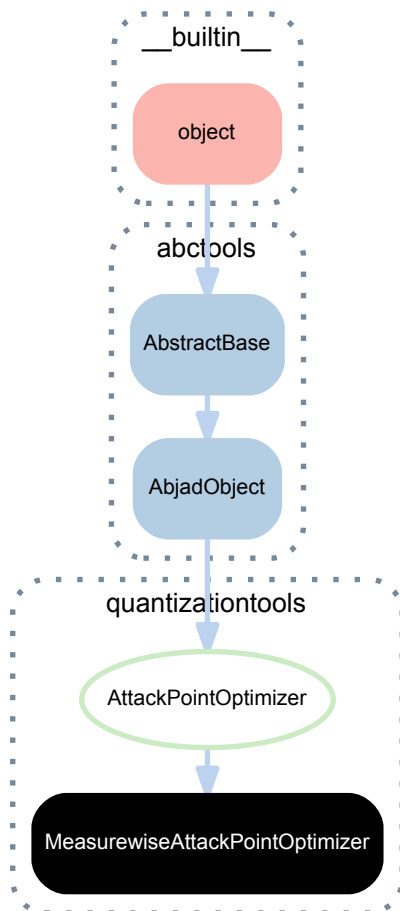 __builtin__
object
abctools
AbstractBase
AbjadObject
quantizationtools
AttackPointOptimizer
MeasurewiseAttackPointOptimizer